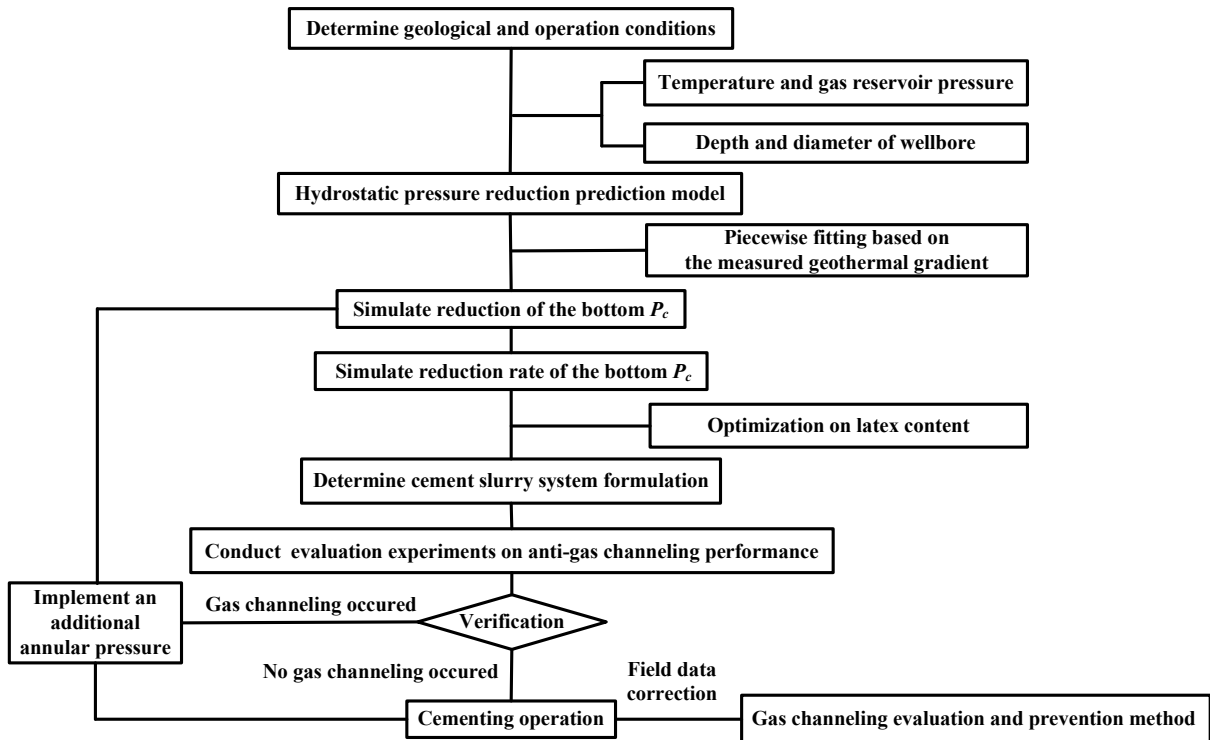 Determine geological and operation conditions
Temperature and gas reservoir pressure
Depth and diameter of wellbore
Hydrostatic pressure reduction prediction model
Piecewise fitting based on
the measured geothermal gradient
Simulate reduction of the bottom Pc
Simulate reduction rate of the bottom Pc
Optimization on latex content
Determine cement slurry system formulation
Conduct evaluation experiments on anti-gas channeling performance
Implement an
additional
annular pressure
Gas channeling occured
Verification
No gas channeling occured
Field data
correction
Cementing operation
Gas channeling evaluation and prevention method